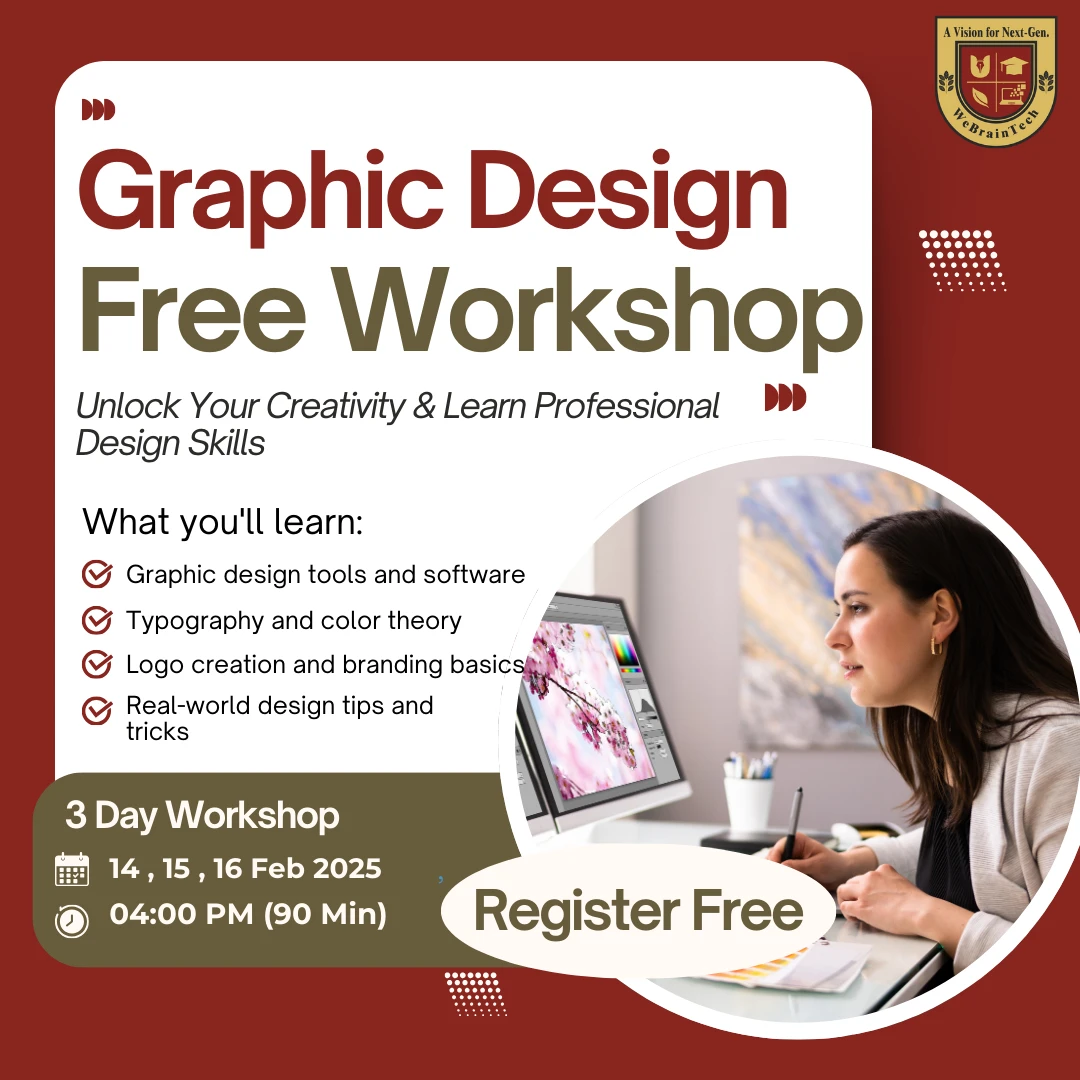 A Vision for Next-Gen.
WeBrainTech
Graphic Design
Free Workshop
Unlock Your Creativity & Learn Professional
Design Skills
What you'll learn:
Graphic design tools and software
Typography and color theory
Logo creation and branding basics
Real-world design tips and
tricks
3 Day Workshop
14 , 15 , 16 Feb 2025
,
04:00 PM (90 Min)
Register Free